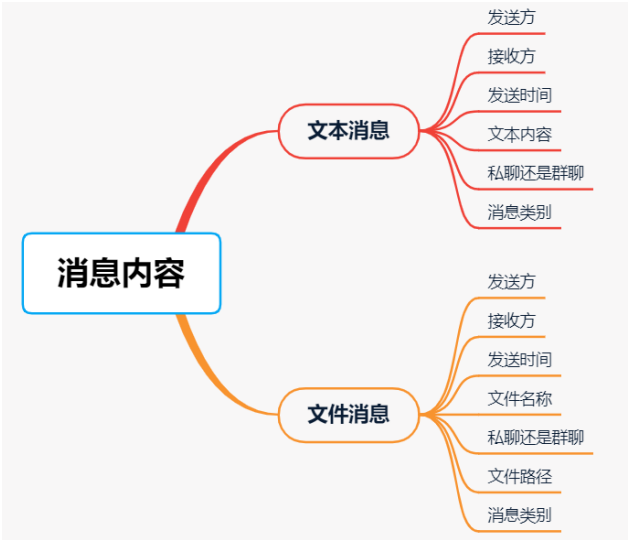 消息内容
文本消息
发送方
接收方
发送时间
文本内容
私聊还是群聊
消息类别
文件消息
发送方
接收方
发送时间
文件名称
私聊还是群聊
文件路径
消息类别